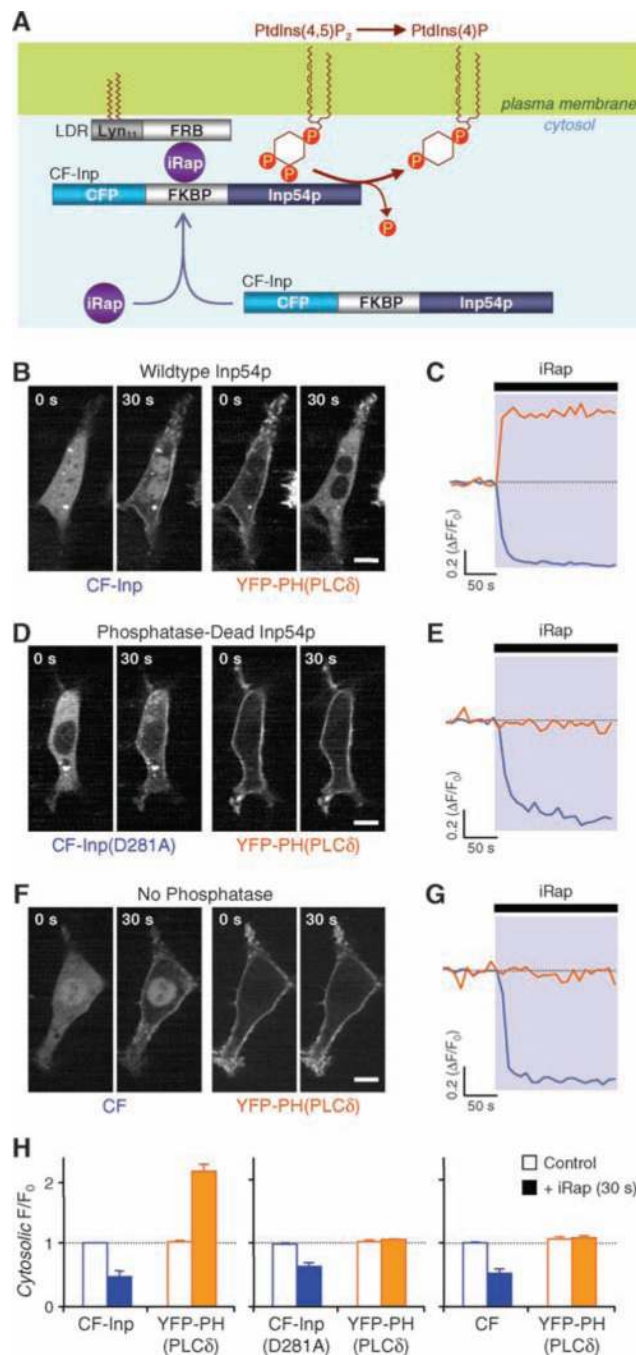 A
PtdIns(4,5)P₂ PtdIns(4)P
plasma membrane
cytosol
LDR Lyn₁₁ FRB
iRap
CF-Inp
CFP FKBP Inp54p
P
P
P
P
P
P
iRap
CF-Inp
CFP FKBP Inp54p
B Wildtype Inp54p
0 s 30 s 0 s 30 s
CF-Inp YFP-PH(PLCδ)
C iRap
0.2 (ΔF/F₀)
50 s
D Phosphatase-Dead Inp54p
0 s 30 s 0 s 30 s
CF-Inp(D281A) YFP-PH(PLCδ)
E iRap
0.2 (ΔF/F₀)
50 s
F No Phosphatase
0 s 30 s 0 s 30 s
CF YFP-PH(PLCδ)
G iRap
0.2 (ΔF/F₀)
50 s
H
Cytosolic F/F₀
2
1
0
Control
+ iRap (30 s)
CF-Inp YFP-PH CF-Inp YFP-PH CF YFP-PH
(PLCδ) (D281A) (PLCδ) (PLCδ)